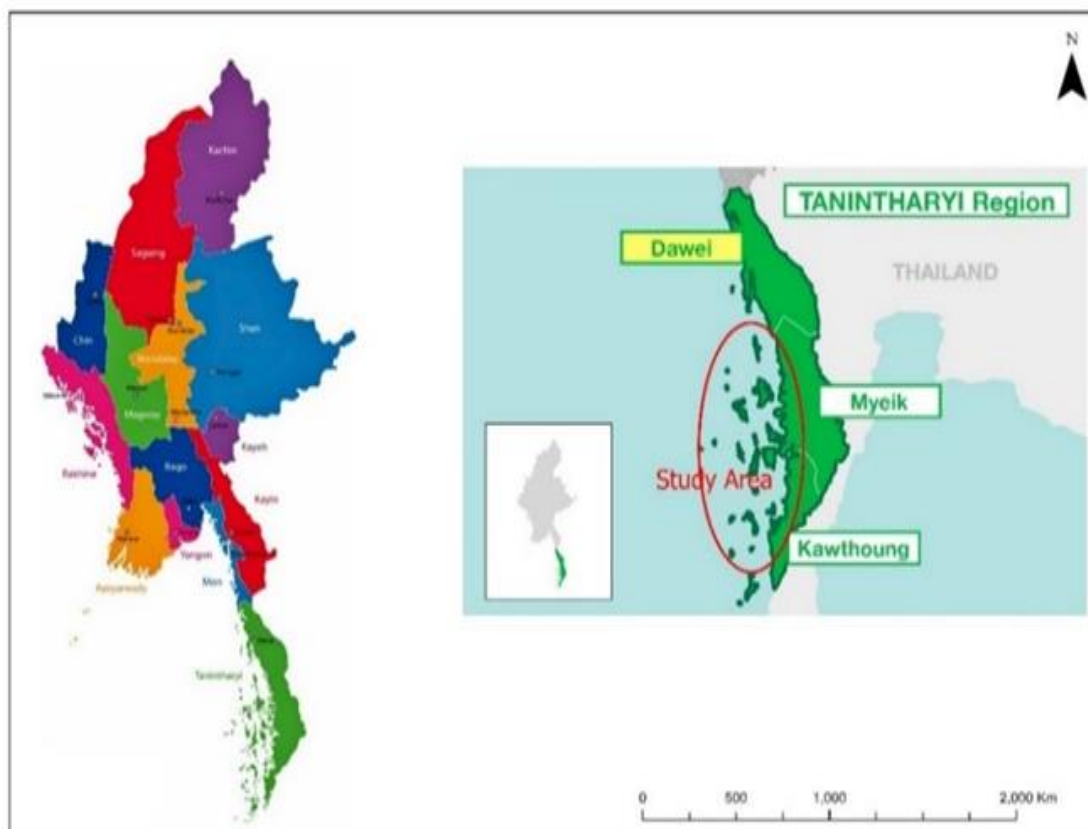 N
Kachin
Sagaing
Shan
Chin
Mandalay
Magway
Kayah
Rakhine
Bago
Kayin
Yangon
Mon
Ayeyarwady
Tanintharyi
TANINTHARYI Region
Dawei
THAILAND
Myeik
Study Area
Kawthoung
0 500 1,000 2,000 Km